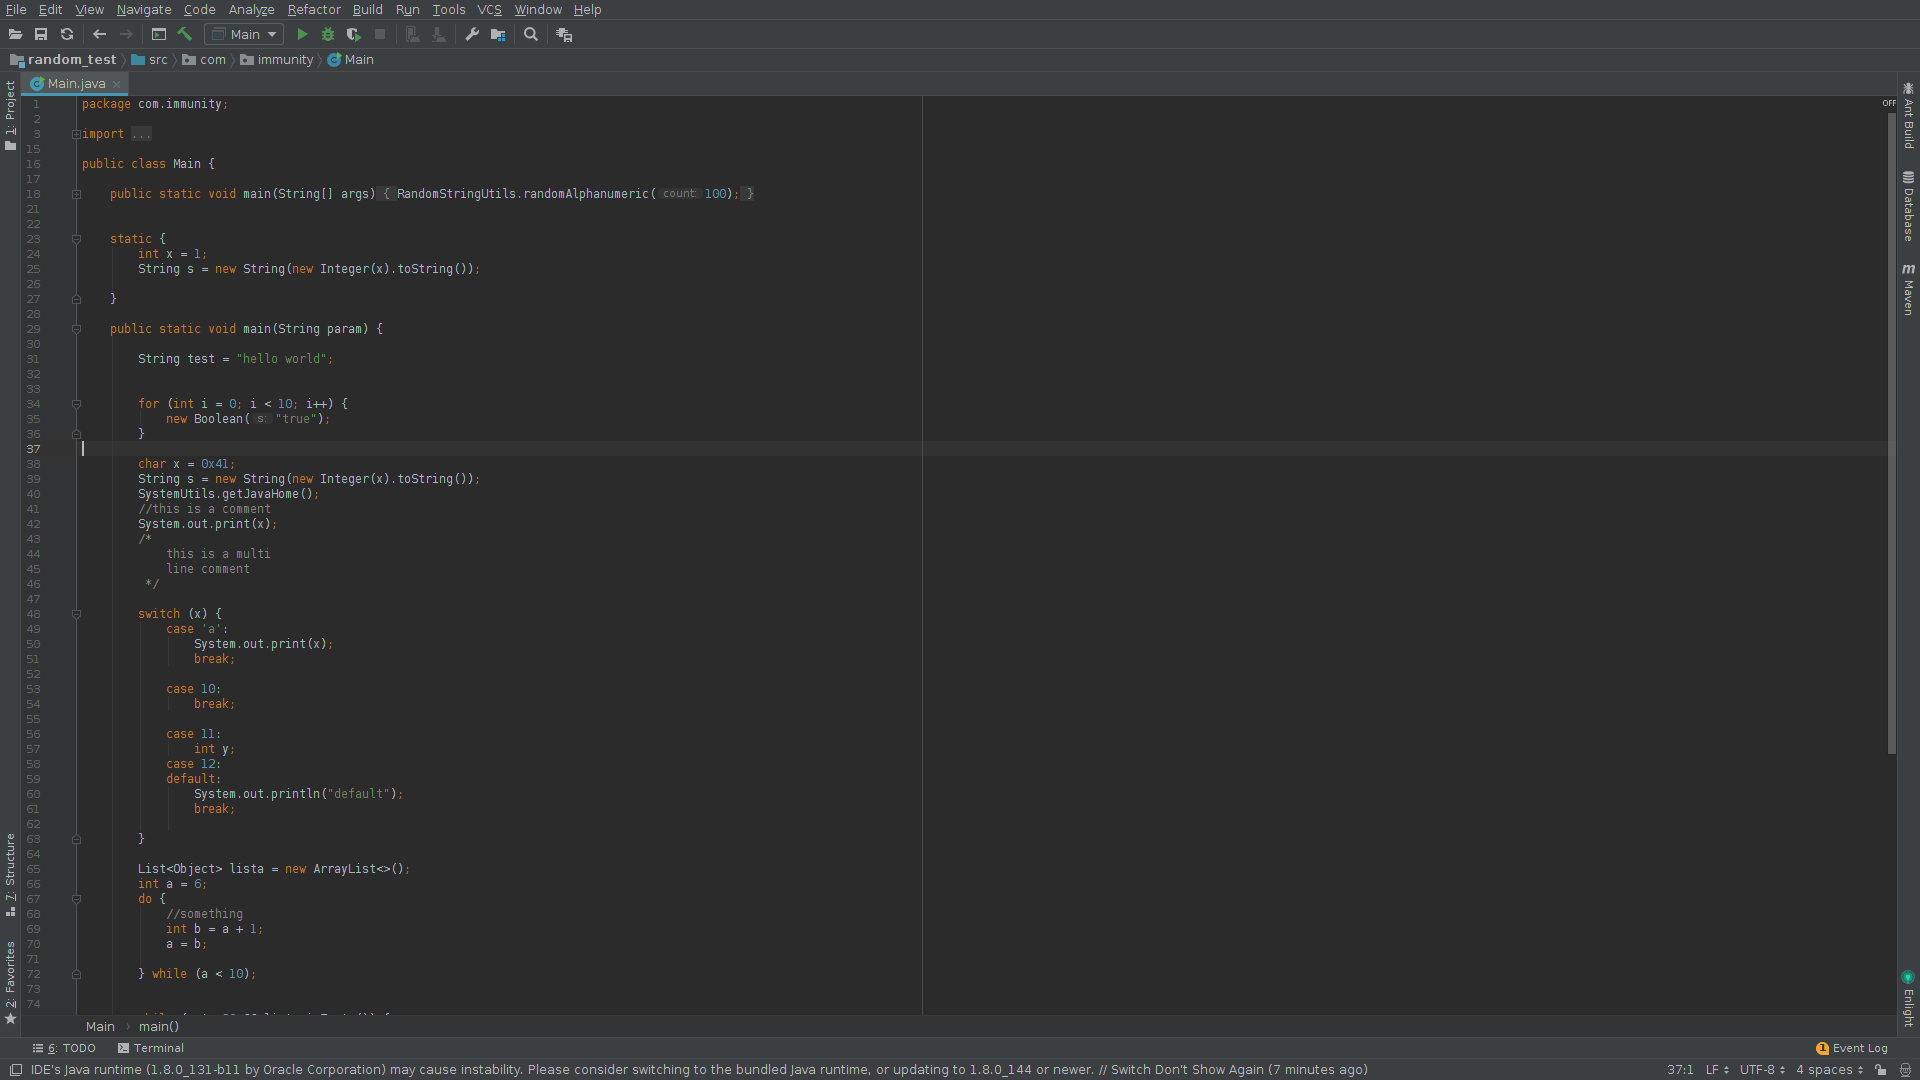 File Edit View Navigate Code Analyze Refactor Build Run Tools VCS Window Help
Main
random_test src com immunity Main
Main.java
1: Project
OFF
Ant Build
Database
Maven
1 package com.immunity;
2
3 import ...
15
16 public class Main {
17
18 public static void main(String[] args) { RandomStringUtils.randomAlphanumeric( count: 100); }
21
22
23 static {
24 int x = 1;
25 String s = new String(new Integer(x).toString());
26
27 }
28
29 public static void main(String param) {
30
31 String test = "hello world";
32
33
34 for (int i = 0; i < 10; i++) {
35 new Boolean( s: "true");
36 }
37
38 char x = 0x41;
39 String s = new String(new Integer(x).toString());
40 SystemUtils.getJavaHome();
41 //this is a comment
42 System.out.print(x);
43 /*
44 this is a multi
45 line comment
46 */
47
48 switch (x) {
49 case 'a':
50 System.out.print(x);
51 break;
52
53 case 10:
54 break;
55
56 case 11:
57 int y;
58 case 12:
59 default:
60 System.out.println("default");
61 break;
62
63 }
64
65 List<Object> lista = new ArrayList<>();
66 int a = 6;
67 do {
68 //something
69 int b = a + 1;
70 a = b;
71
72 } while (a < 10);
73
74
7: Structure
2: Favorites
Enlight
Main › main()
6: TODO Terminal
1 Event Log
IDE's Java runtime (1.8.0_131-b11 by Oracle Corporation) may cause instability. Please consider switching to the bundled Java runtime, or updating to 1.8.0_144 or newer. // Switch Don't Show Again (7 minutes ago) 37:1 LF UTF-8 4 spaces